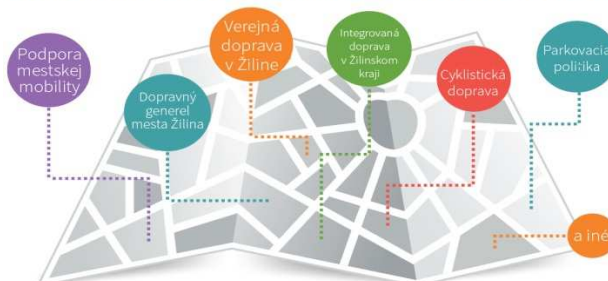 Podpora
mestskej
mobility
Dopravný
generel
mesta Žilina
Verejná
doprava
v Žiline
Integrovaná
doprava
v Žilinskom
kraji
Cyklistická
doprava
Parkovacia
politika
a iné